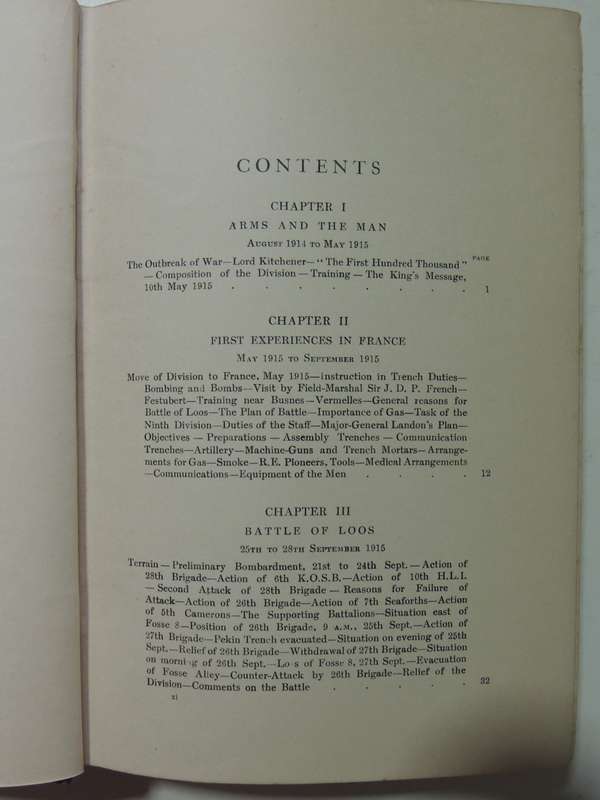 CONTENTS
CHAPTER I
ARMS AND THE MAN
AUGUST 1914 TO MAY 1915
PAGE
The Outbreak of War—Lord Kitchener—"The First Hundred Thousand"
—Composition of the Division—Training—The King's Message,
10th May 1915 . . . . . . . . 1
CHAPTER II
FIRST EXPERIENCES IN FRANCE
MAY 1915 TO SEPTEMBER 1915
Move of Division to France, May 1915—Instruction in Trench Duties—
Bombing and Bombs—Visit by Field-Marshal Sir J. D. P. French—
Festubert—Training near Busnes—Vermelles—General reasons for
Battle of Loos—The Plan of Battle—Importance of Gas—Task of the
Ninth Division—Duties of the Staff—Major-General Landon's Plan—
Objectives — Preparations — Assembly Trenches — Communication
Trenches—Artillery—Machine-Guns and Trench Mortars—Arrange-
ments for Gas—Smoke—R.E. Pioneers, Tools—Medical Arrangements
—Communications—Equipment of the Men . . . . 12
CHAPTER III
BATTLE OF LOOS
25TH TO 28TH SEPTEMBER 1915
Terrain—Preliminary Bombardment, 21st to 24th Sept.—Action of
28th Brigade—Action of 6th K.O.S.B.—Action of 10th H.L.I.
—Second Attack of 28th Brigade—Reasons for Failure of
Attack—Action of 26th Brigade—Action of 7th Seaforths—Action
of 5th Camerons—The Supporting Battalions—Situation east of
Fosse 8—Position of 26th Brigade, 9 A.M., 25th Sept.—Action of
27th Brigade—Pekin Trench evacuated—Situation on evening of 25th
Sept.—Relief of 26th Brigade—Withdrawal of 27th Brigade—Situation
on morning of 26th Sept.—Loss of Fosse 8, 27th Sept.—Evacuation
of Fosse Alley—Counter-Attack by 26th Brigade—Relief of the
Division—Comments on the Battle . . . . . 32
xi